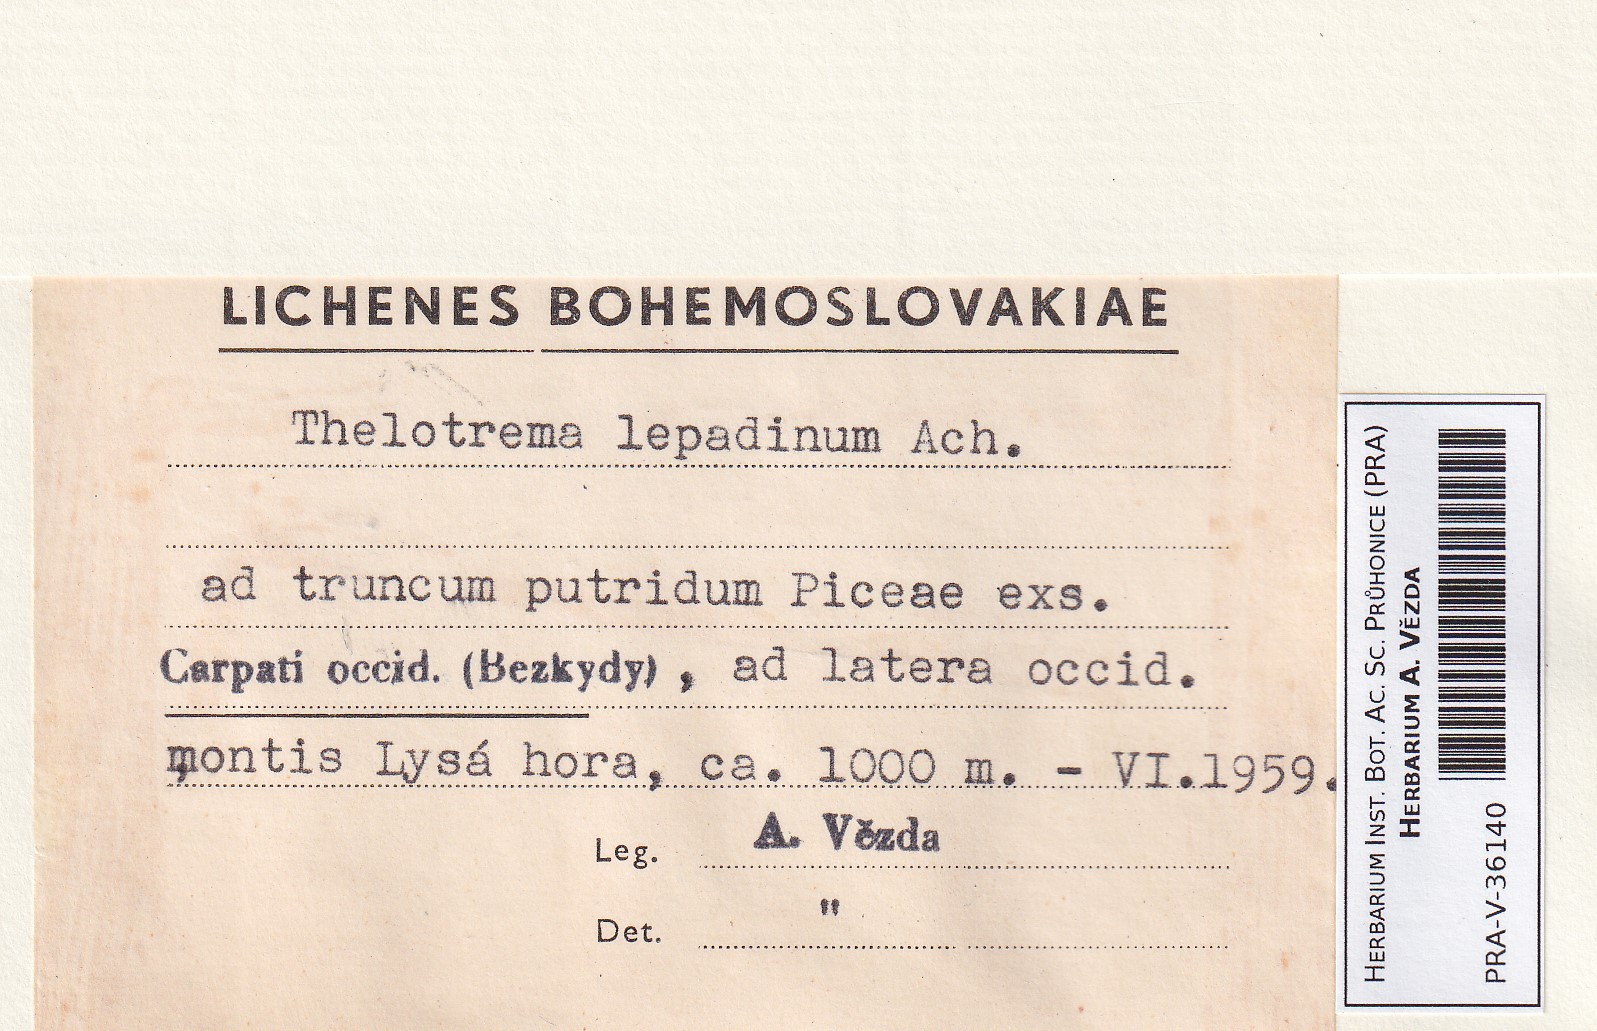 LICHENES BOHEMOSLOVAKIAE
Thelotrema lepadinum Ach.
ad truncum putridum Piceae exs.
Carpati occid. (Bezkydy), ad latera occid.
montis Lysá hora, ca. 1000 m. - VI.1959.
Leg. A. Vězda
Det. "
HERBARIUM INST. BOT. AC. SC. PRŮHONICE (PRA)
HERBARIUM A. VĚZDA
PRA-V-36140